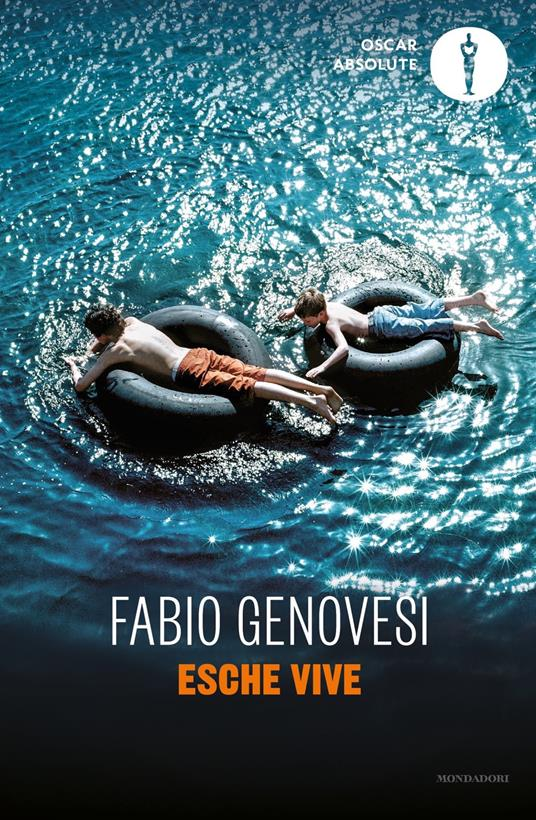 OSCAR
ABSOLUTE
FABIO GENOVESI
ESCHE VIVE
MONDADORI